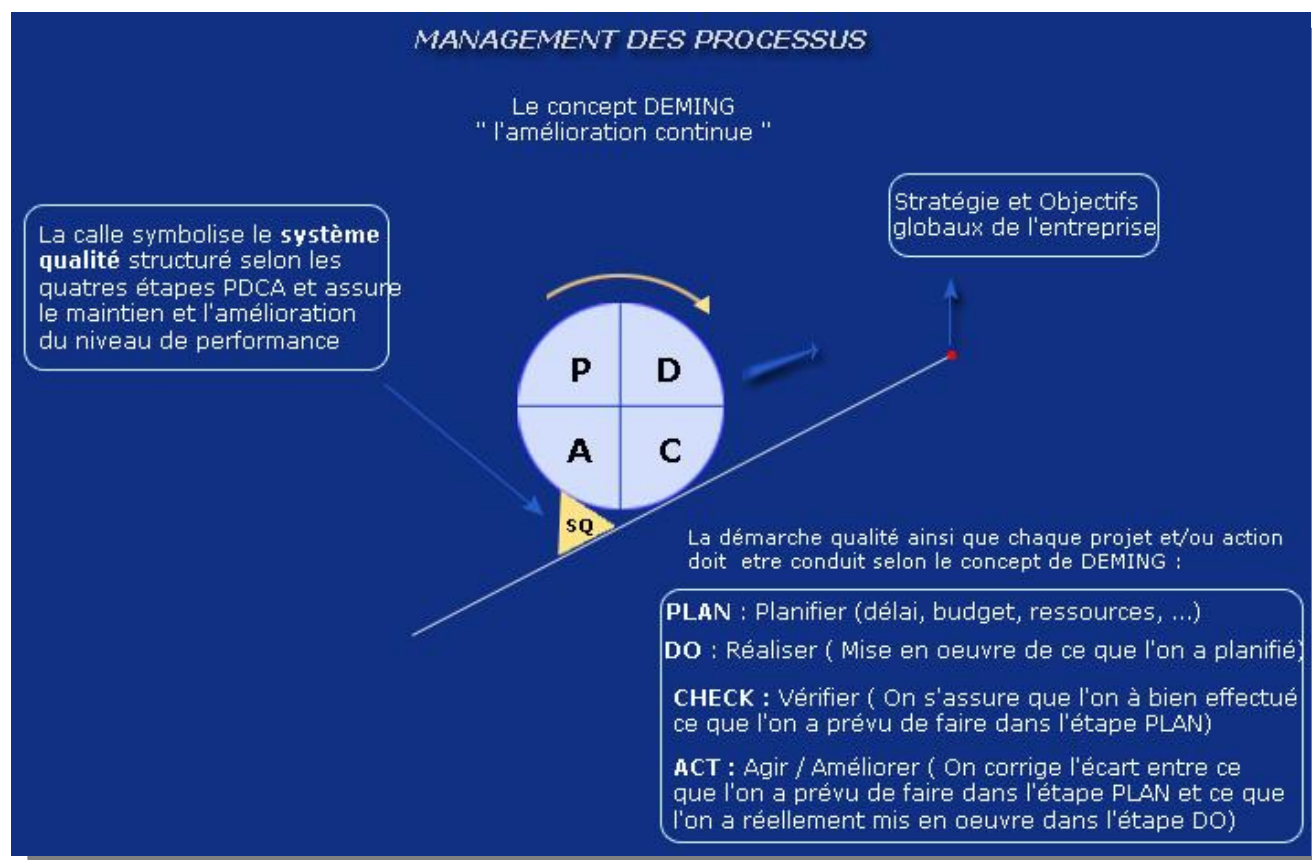 MANAGEMENT DES PROCESSUS
Le concept DEMING
" l'amélioration continue "
Stratégie et Objectifs
globaux de l'entreprise
La calle symbolise le système
qualité structuré selon les
quatres étapes PDCA et assure
le maintien et l'amélioration
du niveau de performance
P D
A C
SQ
La démarche qualité ainsi que chaque projet et/ou action
doit etre conduit selon le concept de DEMING :
PLAN : Planifier (délai, budget, ressources, ...)
DO : Réaliser ( Mise en oeuvre de ce que l'on a planifié)
CHECK : Vérifier ( On s'assure que l'on à bien effectué
ce que l'on a prévu de faire dans l'étape PLAN)
ACT : Agir / Améliorer ( On corrige l'écart entre ce
que l'on a prévu de faire dans l'étape PLAN et ce que
l'on a réellement mis en oeuvre dans l'étape DO)